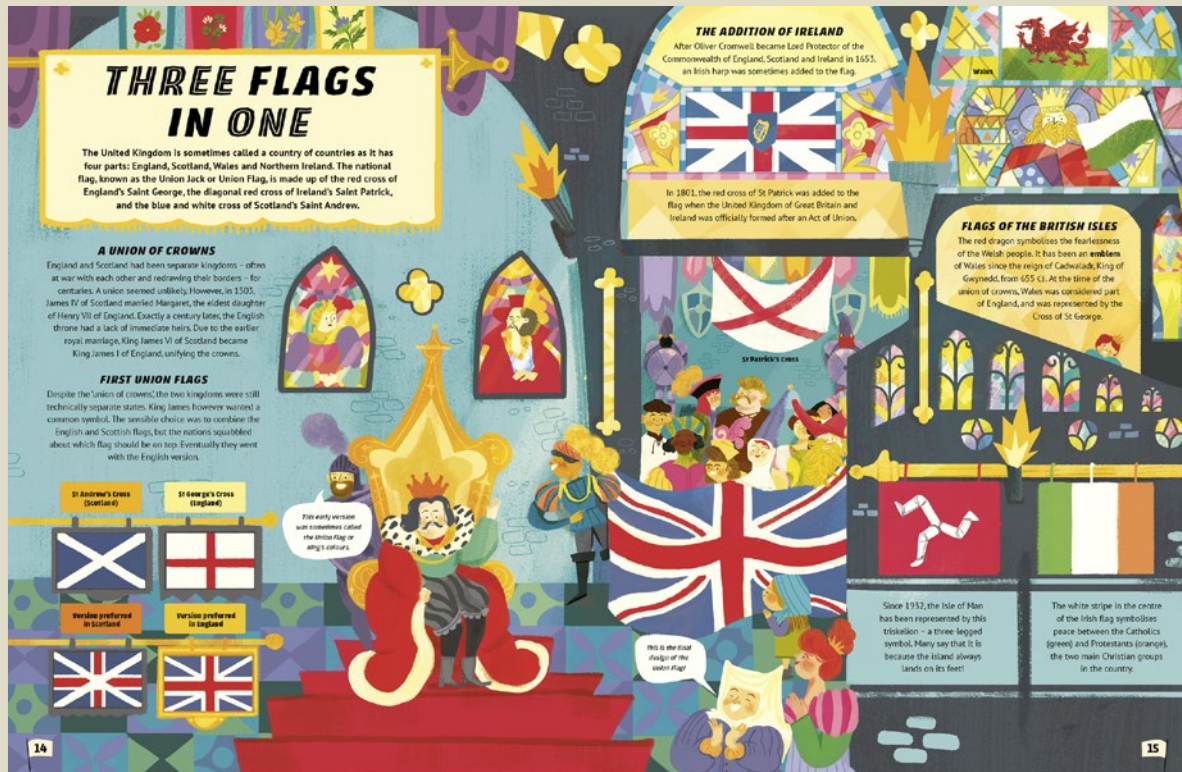 THREE FLAGS
IN ONE
The United Kingdom is sometimes called a country of countries as it has
four parts: England, Scotland, Wales and Northern Ireland. The national
flag, known as the Union Jack or Union Flag, is made up of the red cross of
England's Saint George, the diagonal red cross of Ireland's Saint Patrick,
and the blue and white cross of Scotland's Saint Andrew.
A UNION OF CROWNS
England and Scotland had been separate kingdoms – often
at war with each other and redrawing their borders – for
centuries. A union seemed unlikely. However, in 1503,
James IV of Scotland married Margaret, the eldest daughter
of Henry VII of England. Exactly a century later, the English
throne had a lack of immediate heirs. Due to the earlier
royal marriage, King James VI of Scotland became
King James I of England, unifying the crowns.
FIRST UNION FLAGS
Despite the 'union of crowns', the two kingdoms were still
technically separate states. King James however wanted a
common symbol. The sensible choice was to combine the
English and Scottish flags, but the nations squabbled
about which flag should be on top. Eventually they went
with the English version.
St Andrew's Cross
(Scotland)
St George's Cross
(England)
Version preferred
in Scotland
Version preferred
in England
This early version
was sometimes called
the Union Flag or
king's colours.
14
THE ADDITION OF IRELAND
After Oliver Cromwell became Lord Protector of the
Commonwealth of England, Scotland and Ireland in 1653,
an Irish harp was sometimes added to the flag.
In 1801, the red cross of St Patrick was added to the
flag when the United Kingdom of Great Britain and
Ireland was officially formed after an Act of Union.
St Patrick's Cross
This is the final
design of the
Union Flag!
Wales
FLAGS OF THE BRITISH ISLES
The red dragon symbolises the fearlessness
of the Welsh people. It has been an emblem
of Wales since the reign of Cadwaladr, King of
Gwynedd, from 655 CE. At the time of the
union of crowns, Wales was considered part
of England, and was represented by the
Cross of St George.
Since 1932, the Isle of Man
has been represented by this
triskelion – a three-legged
symbol. Many say that it is
because the island always
lands on its feet!
The white stripe in the centre
of the Irish flag symbolises
peace between the Catholics
(green) and Protestants (orange),
the two main Christian groups
in the country.
15